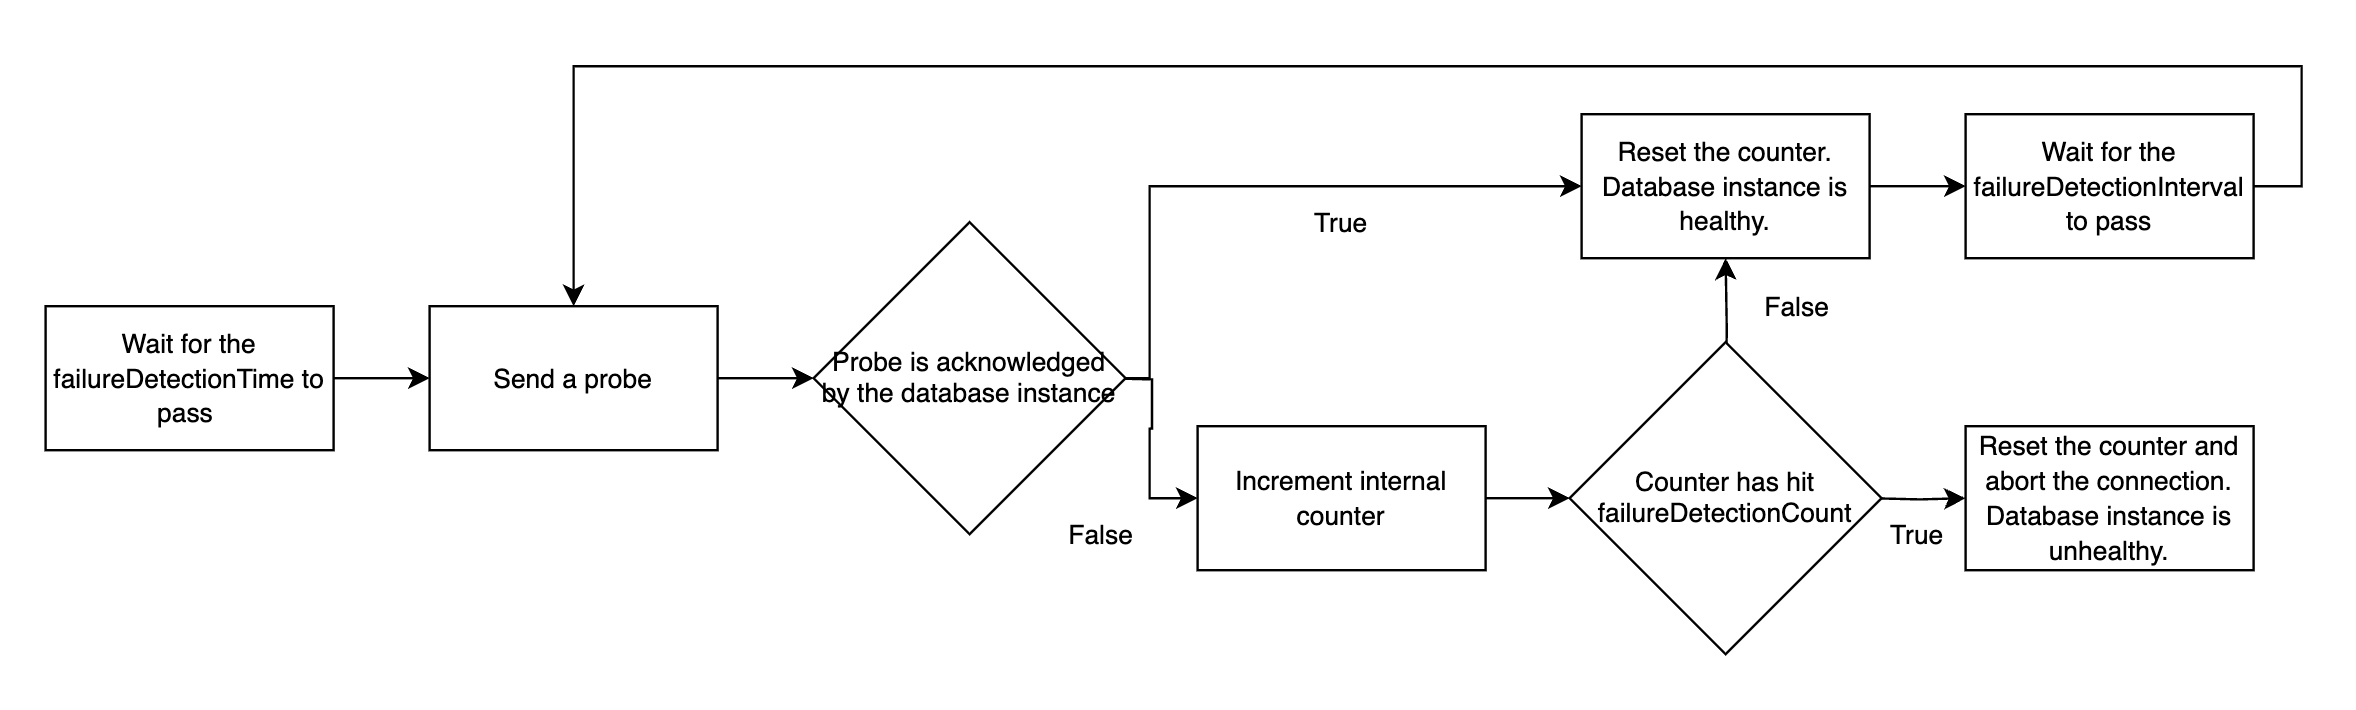 Wait for the
failureDetectionTime to
pass
Send a probe
Probe is acknowledged
by the database instance
True
False
Reset the counter.
Database instance is
healthy.
Wait for the
failureDetectionInterval
to pass
Increment internal
counter
Counter has hit
failureDetectionCount
False
True
Reset the counter and
abort the connection.
Database instance is
unhealthy.